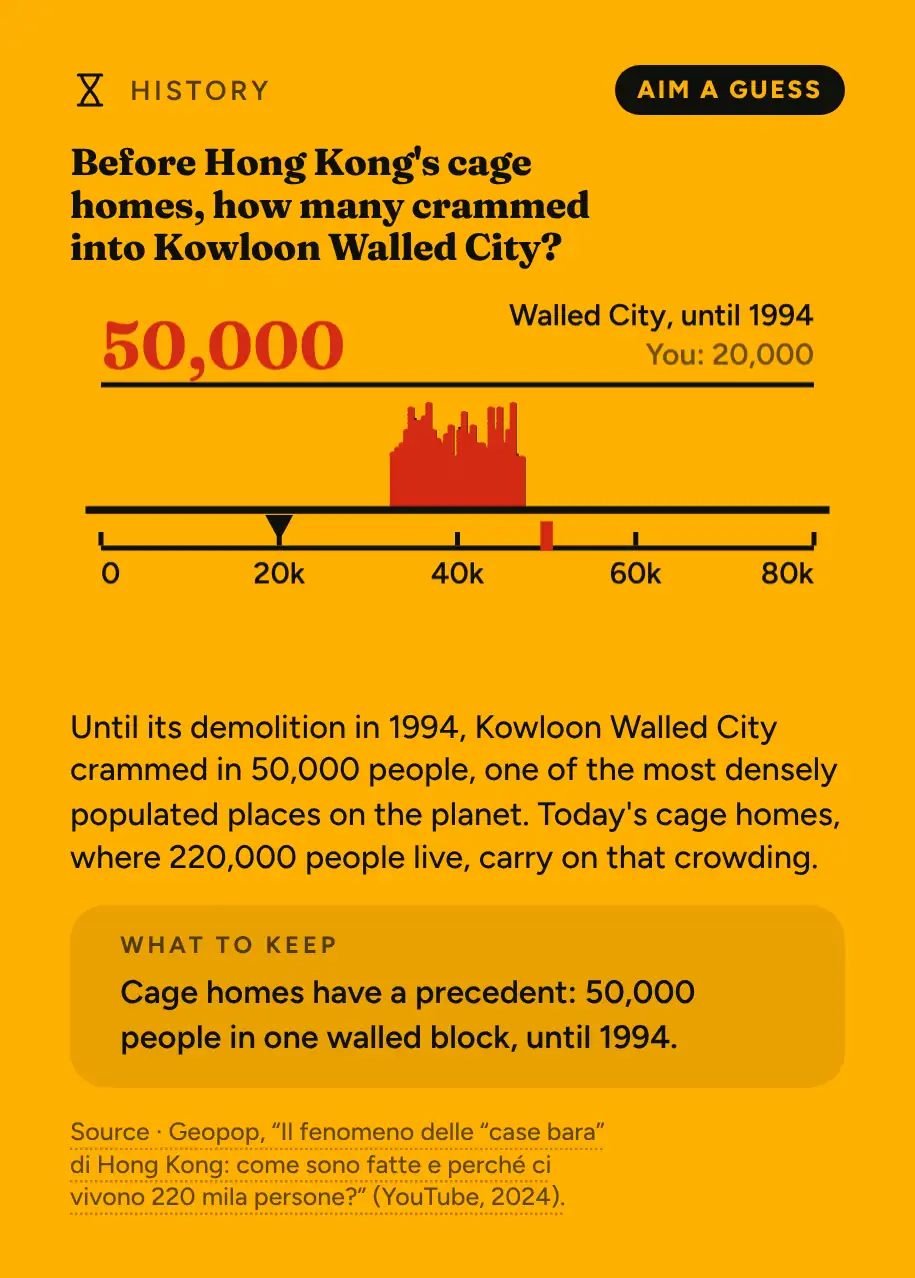 HISTORY
AIM A GUESS
Before Hong Kong's cage
homes, how many crammed
into Kowloon Walled City?
50,000
Walled City, until 1994
You: 20,000
0 20k 40k 60k 80k
Until its demolition in 1994, Kowloon Walled City
crammed in 50,000 people, one of the most densely
populated places on the planet. Today's cage homes,
where 220,000 people live, carry on that crowding.
WHAT TO KEEP
Cage homes have a precedent: 50,000
people in one walled block, until 1994.
Source · Geopop, “Il fenomeno delle “case bara”
di Hong Kong: come sono fatte e perché ci
vivono 220 mila persone?” (YouTube, 2024).